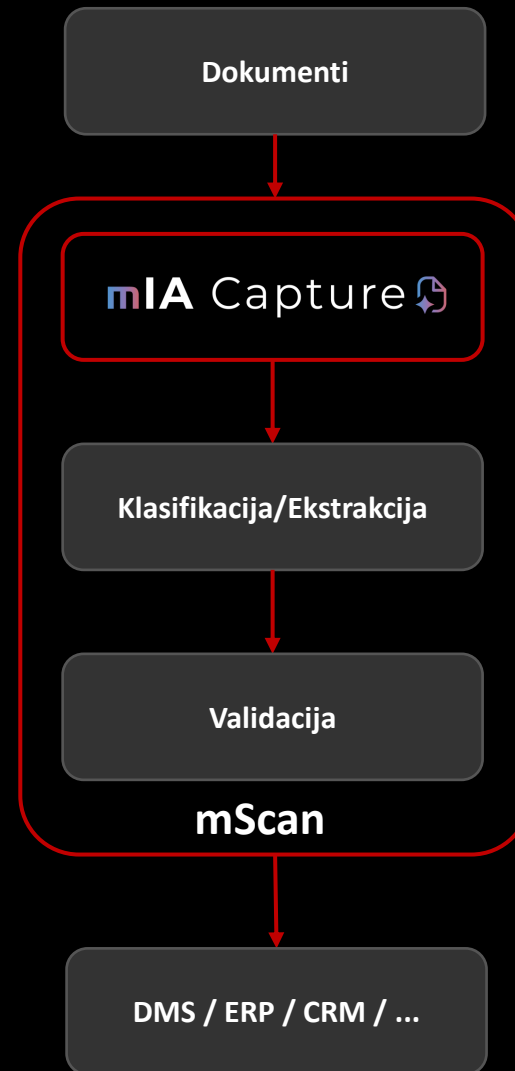 Dokumenti
mIA Capture
Klasifikacija/Ekstrakcija
Validacija
mScan
DMS / ERP / CRM / ...